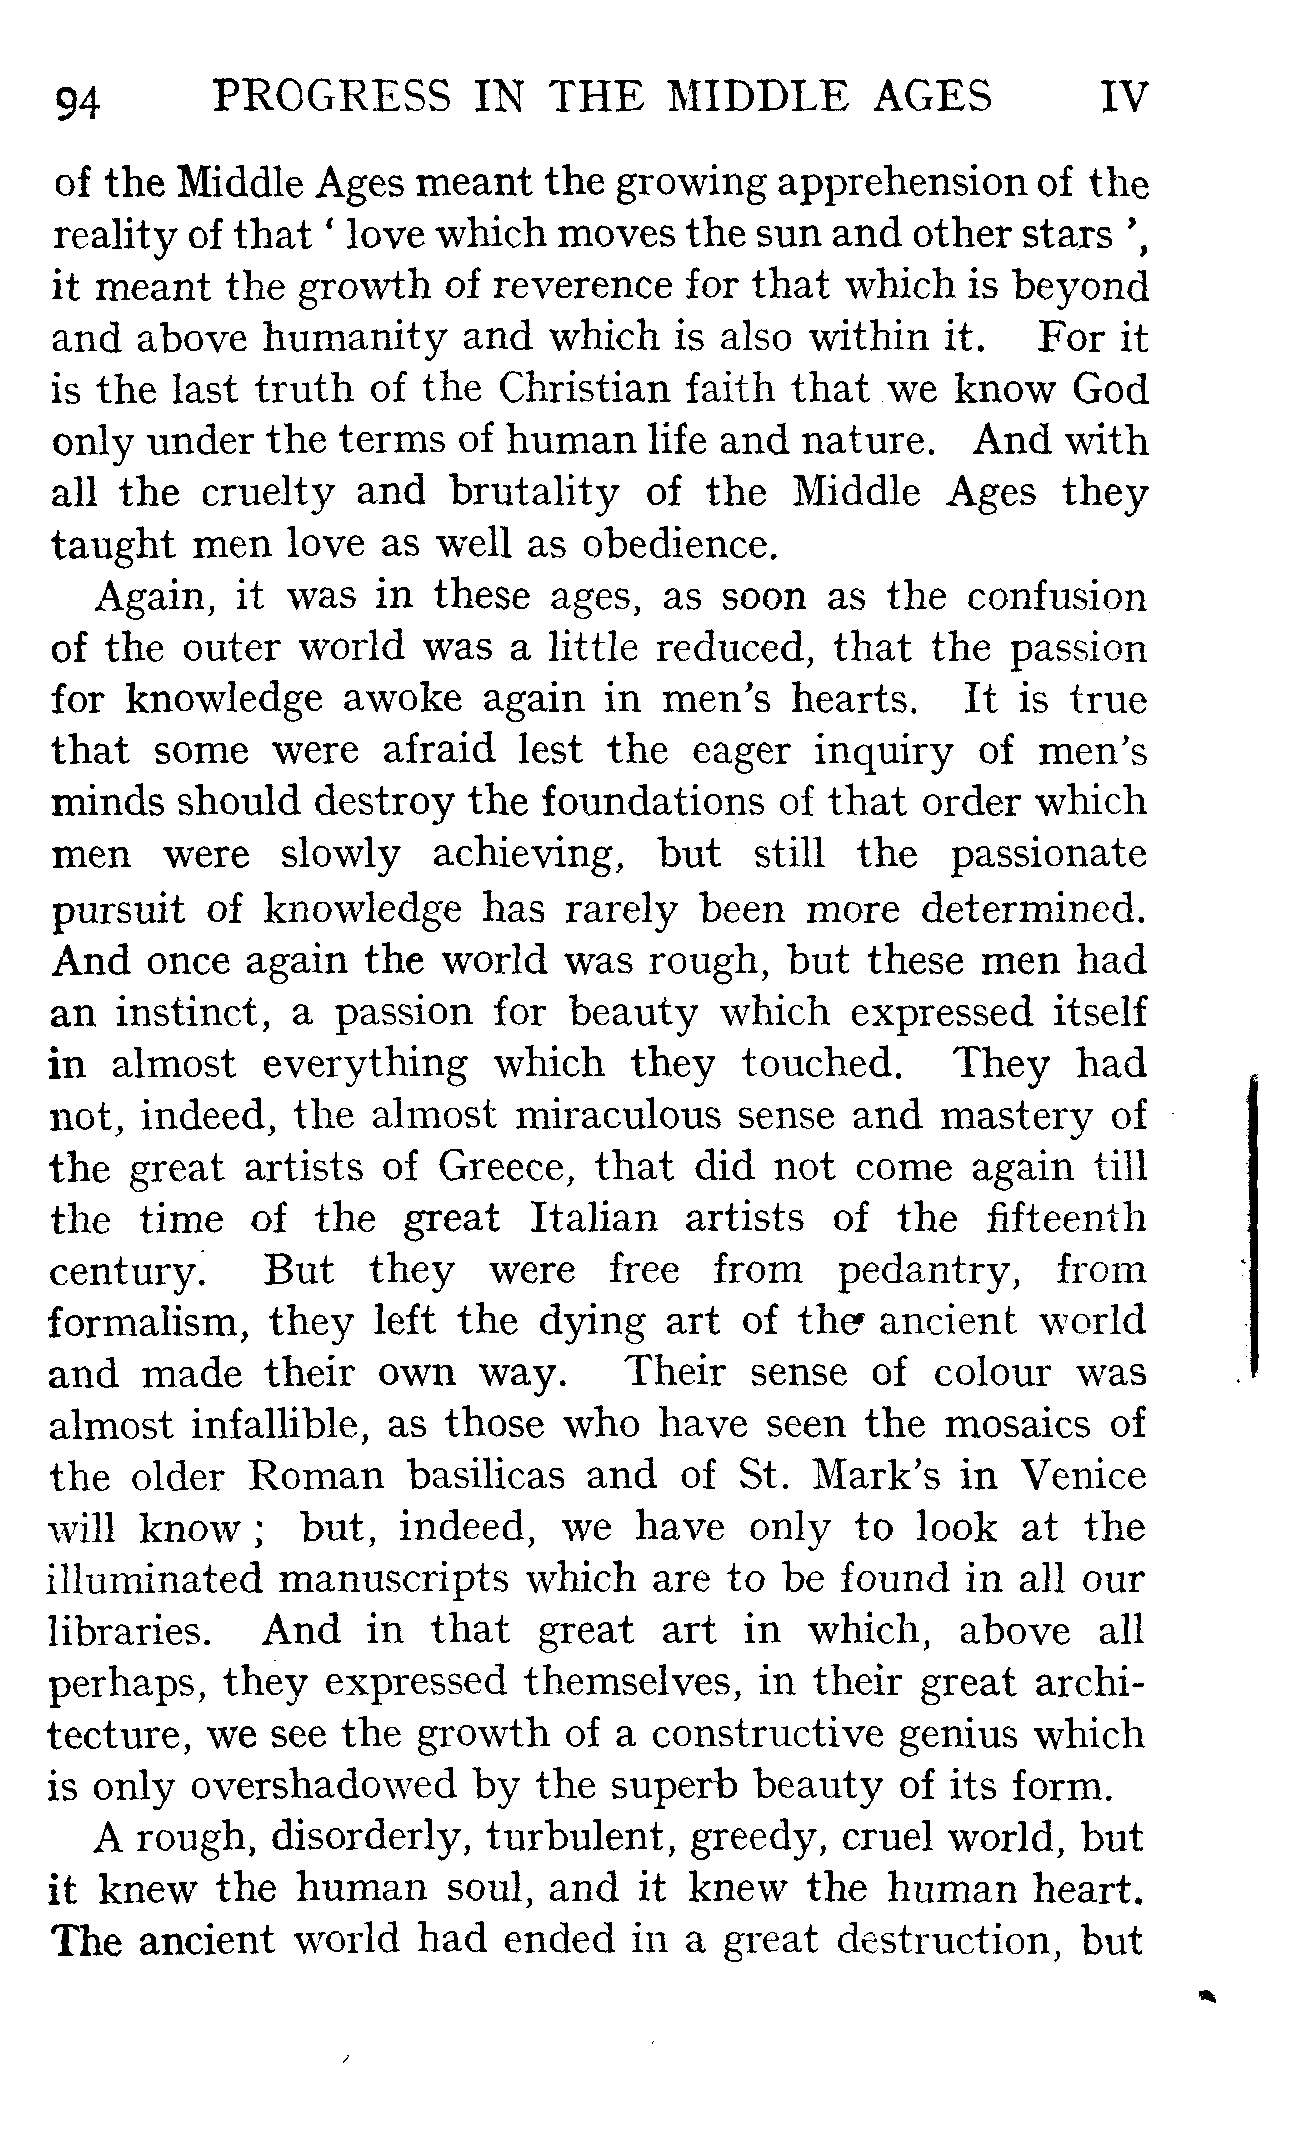 94 PROGRESS IN THE MIDDLE AGES IV
of the Middle Ages meant the growing apprehension of the
reality of that ‘ love which moves the sun and other stars ’,
it meant the growth of reverence for that which is beyond
and above humanity and which is also within it. For it
is the last truth of the Christian faith that we know God
only under the terms of human life and nature. And with
all the cruelty and brutality of the Middle Ages they
taught men love as well as obedience.
Again, it was in these ages, as soon as the confusion
of the outer world was a little reduced, that the passion
for knowledge awoke again in men's hearts. It is true
that some were afraid lest the eager inquiry of men's
minds should destroy the foundations of that order which
men were slowly achieving, but still the passionate
pursuit of knowledge has rarely been more determined.
And once again the world was rough, but these men had
an instinct, a passion for beauty which expressed itself
in almost everything which they touched. They had
not, indeed, the almost miraculous sense and mastery of
the great artists of Greece, that did not come again till
the time of the great Italian artists of the fifteenth
century. But they were free from pedantry, from
formalism, they left the dying art of the ancient world
and made their own way. Their sense of colour was
almost infallible, as those who have seen the mosaics of
the older Roman basilicas and of St. Mark's in Venice
will know ; but, indeed, we have only to look at the
illuminated manuscripts which are to be found in all our
libraries. And in that great art in which, above all
perhaps, they expressed themselves, in their great archi-
tecture, we see the growth of a constructive genius which
is only overshadowed by the superb beauty of its form.
A rough, disorderly, turbulent, greedy, cruel world, but
it knew the human soul, and it knew the human heart.
The ancient world had ended in a great destruction, but